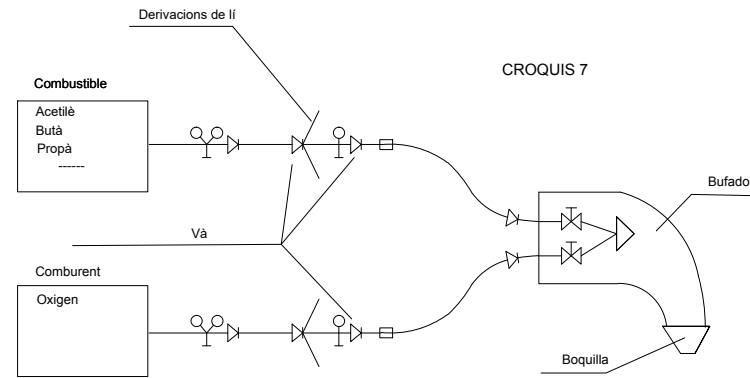 Derivacions de lí
CROQUIS 7
Combustible
Acetilè
Butà
Propà
------
Bufado
Và
Comburent
Oxigen
Boquilla